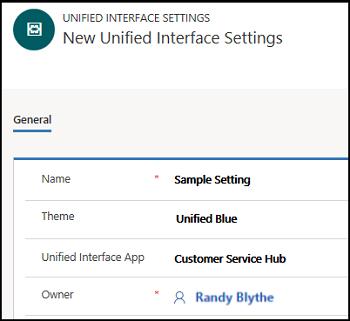 UNIFIED INTERFACE SETTINGS
New Unified Interface Settings
General
Name * Sample Setting
Theme Unified Blue
Unified Interface App Customer Service Hub
Owner * Randy Blythe